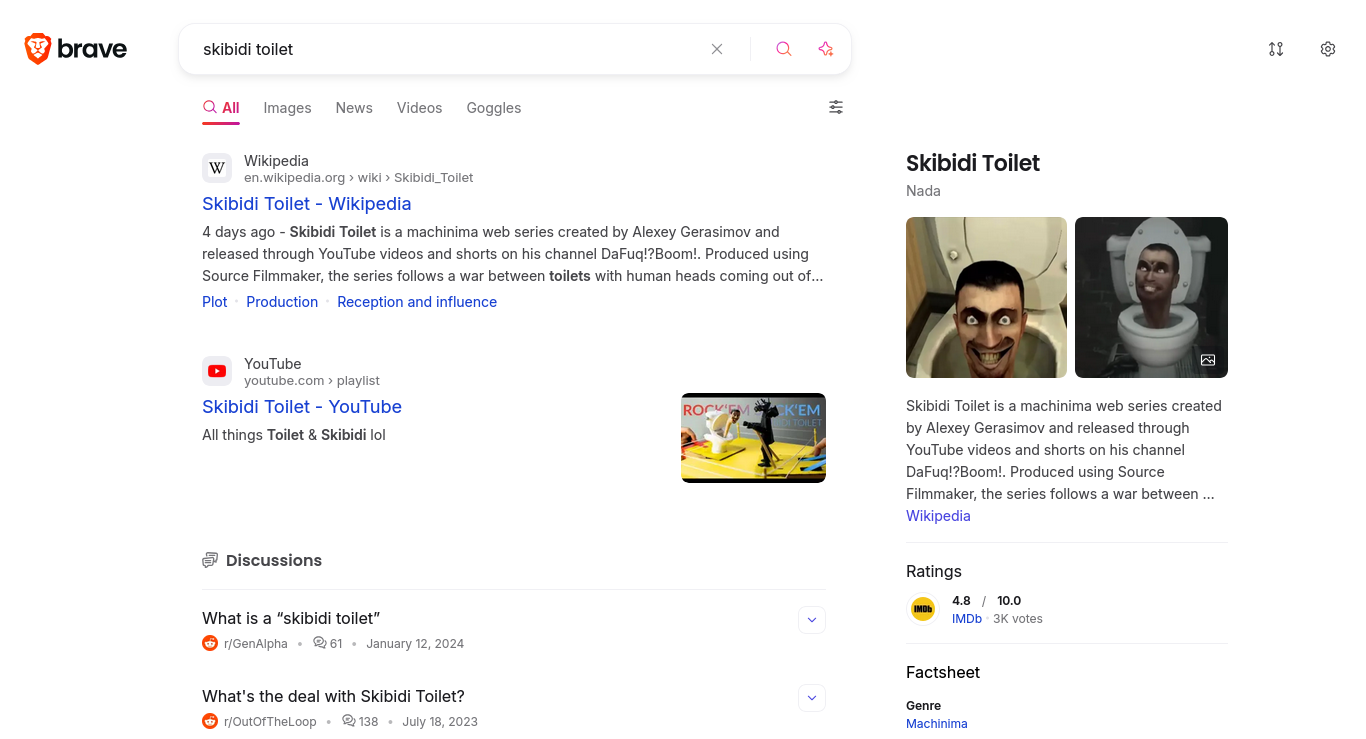 brave
skibidi toilet
All
Images
News
Videos
Goggles
W
Wikipedia
en.wikipedia.org › wiki › Skibidi_Toilet
Skibidi Toilet - Wikipedia
4 days ago - Skibidi Toilet is a machinima web series created by Alexey Gerasimov and
released through YouTube videos and shorts on his channel DaFuq!?Boom!. Produced using
Source Filmmaker, the series follows a war between toilets with human heads coming out of...
Plot · Production · Reception and influence
YouTube
youtube.com › playlist
Skibidi Toilet - YouTube
All things Toilet & Skibidi lol
ROCK'EM
CK'EM
DI TOILET
Discussions
What is a “skibidi toilet”
r/GenAlpha • 61 • January 12, 2024
What's the deal with Skibidi Toilet?
r/OutOfTheLoop • 138 • July 18, 2023
Skibidi Toilet
Nada
Skibidi Toilet is a machinima web series created
by Alexey Gerasimov and released through
YouTube videos and shorts on his channel
DaFuq!?Boom!. Produced using Source
Filmmaker, the series follows a war between ...
Wikipedia
Ratings
IMDb
4.8 / 10.0
IMDb · 3K votes
Factsheet
Genre
Machinima